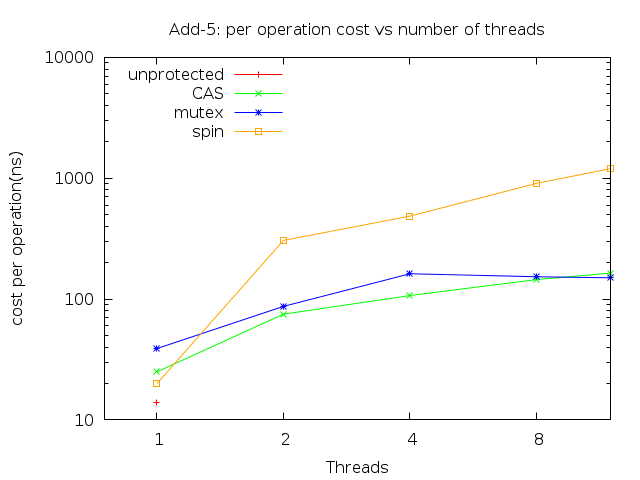 Add-5: per operation cost vs number of threads
10000
1000
100
10
cost per operation(ns)
unprotected
CAS
mutex
spin
1 2 4 8
Threads